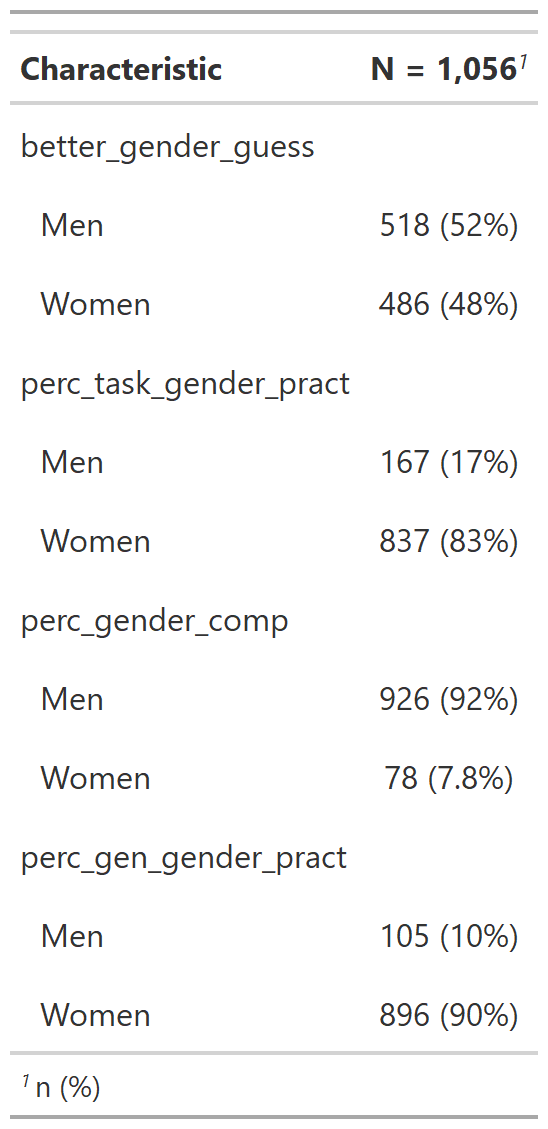 Characteristic N = 1,056¹
better_gender_guess
Men 518 (52%)
Women 486 (48%)
perc_task_gender_pract
Men 167 (17%)
Women 837 (83%)
perc_gender_comp
Men 926 (92%)
Women 78 (7.8%)
perc_gen_gender_pract
Men 105 (10%)
Women 896 (90%)
¹ n (%)